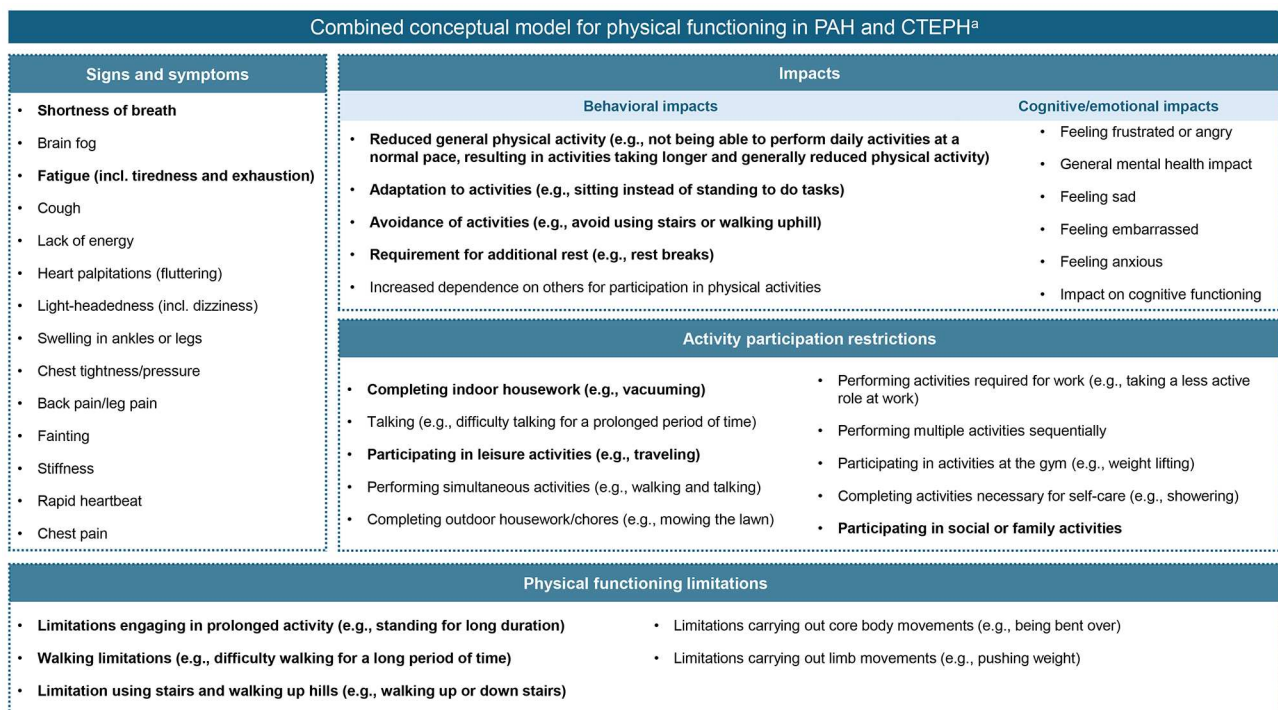 Combined conceptual model for physical functioning in PAH and CTEPHª
Signs and symptoms
• Shortness of breath
• Brain fog
• Fatigue (incl. tiredness and exhaustion)
• Cough
• Lack of energy
• Heart palpitations (fluttering)
• Light-headedness (incl. dizziness)
• Swelling in ankles or legs
• Chest tightness/pressure
• Back pain/leg pain
• Fainting
• Stiffness
• Rapid heartbeat
• Chest pain
Impacts
Behavioral impacts
• Reduced general physical activity (e.g., not being able to perform daily activities at a
normal pace, resulting in activities taking longer and generally reduced physical activity)
• Adaptation to activities (e.g., sitting instead of standing to do tasks)
• Avoidance of activities (e.g., avoid using stairs or walking uphill)
• Requirement for additional rest (e.g., rest breaks)
• Increased dependence on others for participation in physical activities
Cognitive/emotional impacts
• Feeling frustrated or angry
• General mental health impact
• Feeling sad
• Feeling embarrassed
• Feeling anxious
• Impact on cognitive functioning
Activity participation restrictions
• Completing indoor housework (e.g., vacuuming)
• Talking (e.g., difficulty talking for a prolonged period of time)
• Participating in leisure activities (e.g., traveling)
• Performing simultaneous activities (e.g., walking and talking)
• Completing outdoor housework/chores (e.g., mowing the lawn)
• Performing activities required for work (e.g., taking a less active
role at work)
• Performing multiple activities sequentially
• Participating in activities at the gym (e.g., weight lifting)
• Completing activities necessary for self-care (e.g., showering)
• Participating in social or family activities
Physical functioning limitations
• Limitations engaging in prolonged activity (e.g., standing for long duration)
• Walking limitations (e.g., difficulty walking for a long period of time)
• Limitation using stairs and walking up hills (e.g., walking up or down stairs)
• Limitations carrying out core body movements (e.g., being bent over)
• Limitations carrying out limb movements (e.g., pushing weight)